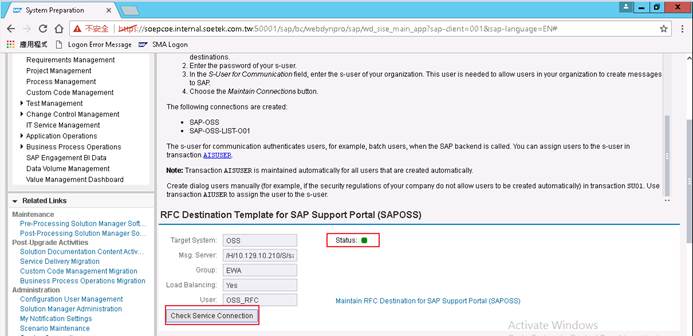 System Preparation
不安全
https://soepcoe.internal.soetek.com.tw:50001/sap/bc/webdynpro/sap/wd_sise_main_app?sap-client=001&sap-language=EN#
應用程式
Logon Error Message
SMA Logon
Requirements Management
Project Management
Process Management
Custom Code Management
Test Management
Change Control Management
IT Service Management
Application Operations
Business Process Operations
SAP Engagement BI Data
Data Volume Management
Value Management Dashboard
Related Links
Maintenance
Pre-Processing Solution Manager Soft...
Post-Processing Solution Manager So...
Post-Upgrade Activities
Solution Documentation Content Activ...
Service Delivery Migration
Custom Code Management Migration
Business Process Operations Migration
Administration
Configuration User Management
Solution Manager Administration
My Notification Settings
Scenario Maintenance
destinations.
2. Enter the password of your s-user.
3. In the S-User for Communication field, enter the s-user of your organization. This user is needed to allow users in your organization to create messages
to SAP.
4. Choose the Maintain Connections button.
The following connections are created:
• SAP-OSS
• SAP-OSS-LIST-O01
The s-user for communication authenticates users, for example, batch users, when the SAP backend is called. You can assign users to the s-user in
transaction AISUSER.
Note: Transaction AISUSER is maintained automatically for all users that are created automatically.
Create dialog users manually (for example, if the security regulations of your company do not allow users to be created automatically) in transaction SU01. Use
transaction AIUSER to assign the user to the s-user.
RFC Destination Template for SAP Support Portal (SAPOSS)
Target System: OSS
Status:
Msg. Server: /H/10.129.10.210/S/sa
Group: EWA
Load Balancing: Yes
User: OSS_RFC
Maintain RFC Destination for SAP Support Portal (SAPOSS)
Check Service Connection
Activate Windows